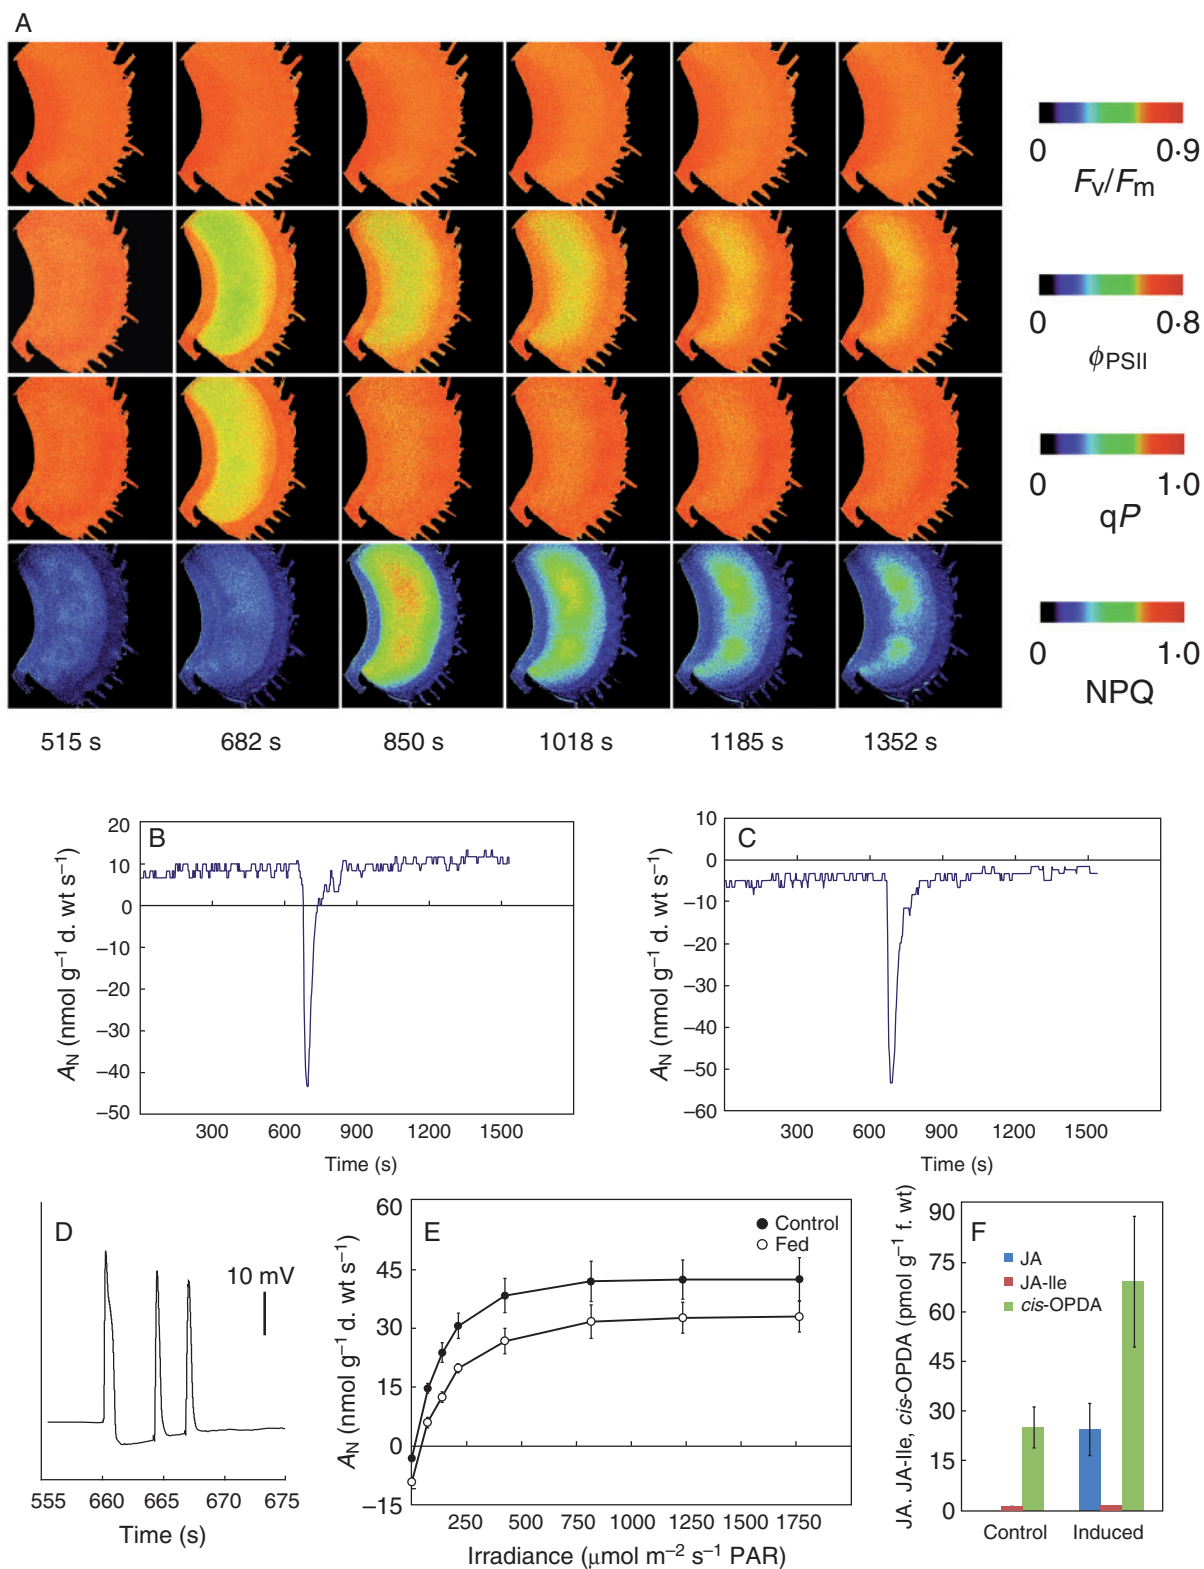 A
0 0·9
Fv/Fm
0 0·8
ϕPSII
0 1·0
qP
0 1·0
NPQ
515 s 682 s 850 s 1018 s 1185 s 1352 s
B
20
10
0
–10
–20
–30
–40
–50
AN (nmol g–1 d. wt s–1)
300 600 900 1200 1500
Time (s)
C
10
0
–10
–20
–30
–40
–50
–60
AN (nmol g–1 d. wt s–1)
300 600 900 1200 1500
Time (s)
D
10 mV
555 660 665 670 675
Time (s)
E
60
45
30
15
0
–15
AN (nmol g–1 d. wt s–1)
Control
Fed
250 500 750 1000 1250 1500 1750
Irradiance (μmol m–2 s–1 PAR)
F
90
75
60
45
30
15
0
JA. JA-Ile, cis-OPDA (pmol g–1 f. wt)
JA
JA-Ile
cis-OPDA
Control Induced